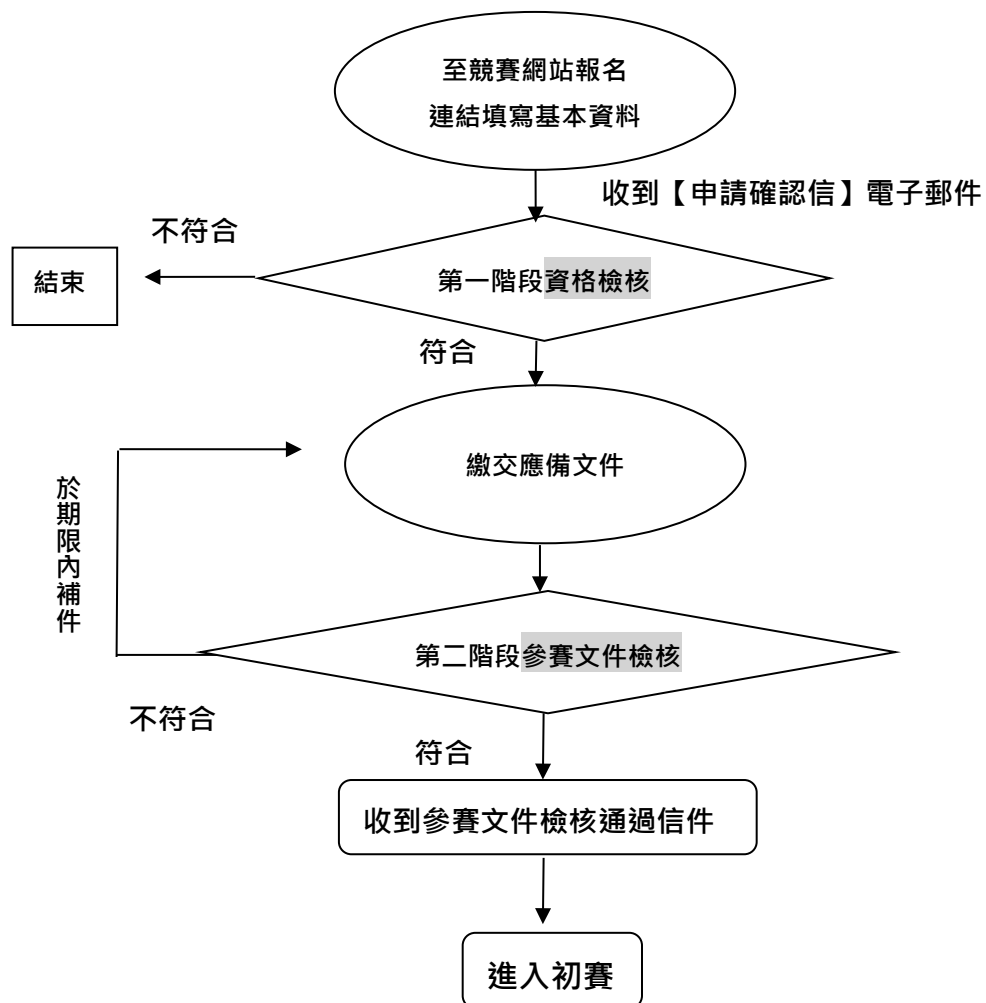 至競賽網站報名
連結填寫基本資料
收到【申請確認信】電子郵件
不符合
結束
第一階段資格檢核
符合
繳交應備文件
於期限內補件
第二階段參賽文件檢核
不符合
符合
收到參賽文件檢核通過信件
進入初賽